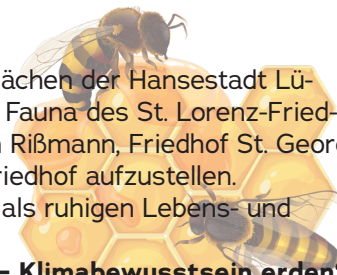 ächen der Hansestadt Lü-
Fauna des St. Lorenz-Fried-
Rißmann, Friedhof St. Geor
riedhof aufzustellen.
als ruhigen Lebens- und
– Klimabewusstsein erden